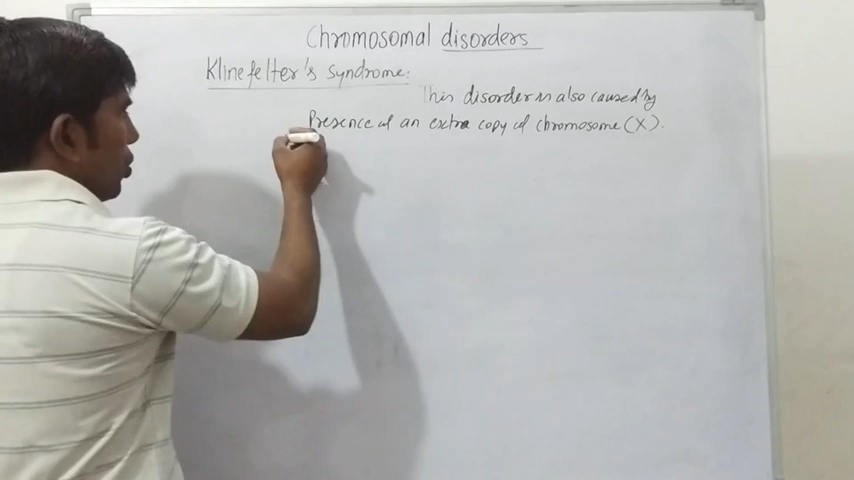 Chromosomal disorders
Klinefelter's syndrome:
This disorder is also caused by
Presence of an extra copy of chromosome (X).